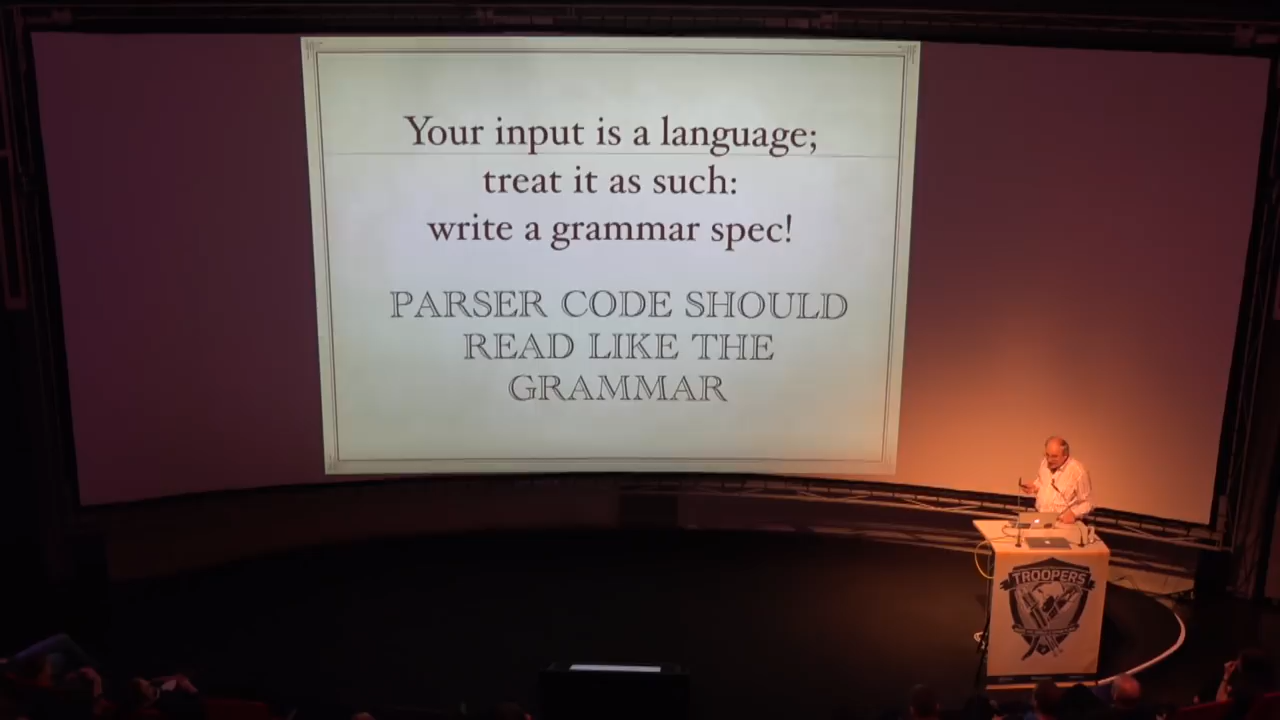 Your input is a language;
treat it as such:
write a grammar spec!
PARSER CODE SHOULD
READ LIKE THE
GRAMMAR
TROOPERS